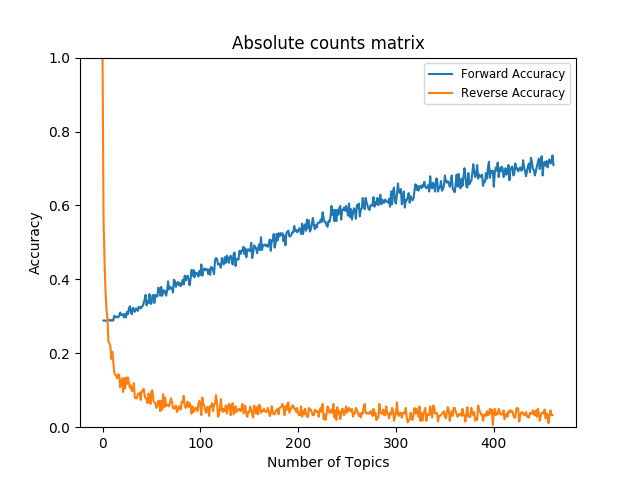 Absolute counts matrix
Forward Accuracy
Reverse Accuracy
1.0
0.8
0.6
0.4
0.2
0.0
Accuracy
0 100 200 300 400
Number of Topics